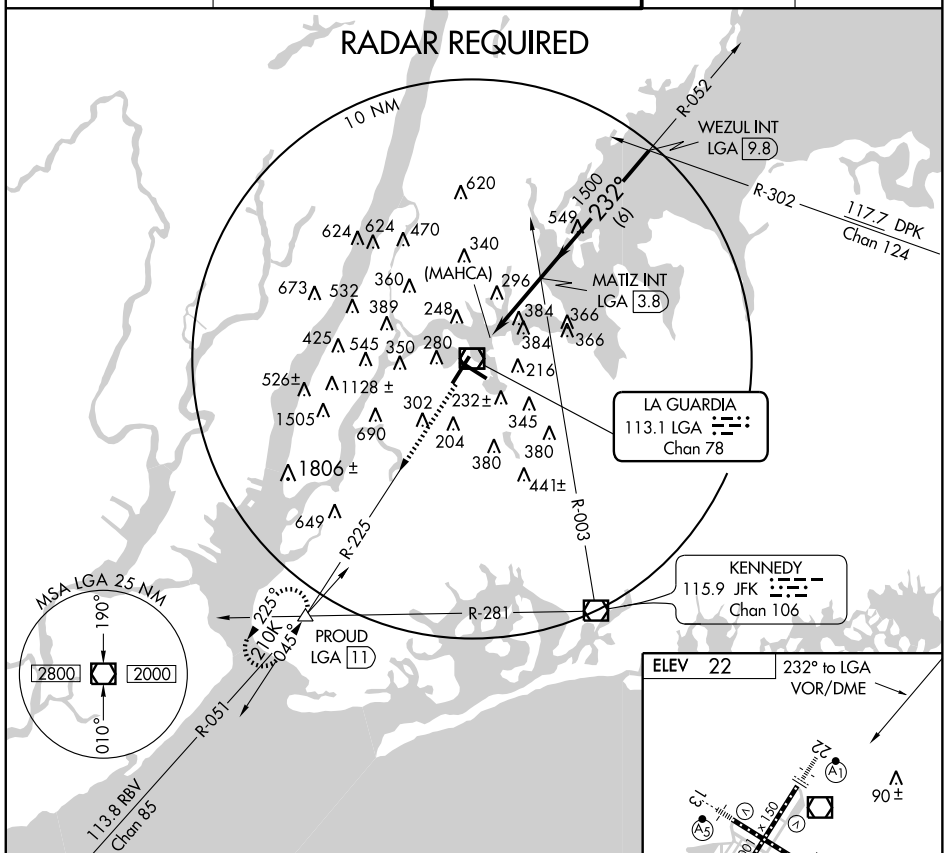 RADAR REQUIRED
10 NM
R-052
WEZUL INT
LGA 9.8
R-302
117.7 DPK
Chan 124
1500
232°
(6)
620
549
624
624
470
340
(MAHCA)
296
MATIZ INT
LGA 3.8
673
532
360
389
248
384
384
366
366
425
545
350
280
216
526±
1128 ±
1505
690
302
232±
204
345
380
380
441±
LA GUARDIA
113.1 LGA
Chan 78
1806 ±
649
R-225
R-003
KENNEDY
115.9 JFK
Chan 106
R-281
225°
210K
045°
PROUD
LGA 11
MSA LGA 25 NM
190°
2800
2000
010°
R-051
113.8 RBV
Chan 85
ELEV 22
232° to LGA
VOR/DME
22
A1
90±
13
A5
V
V
001 x 150